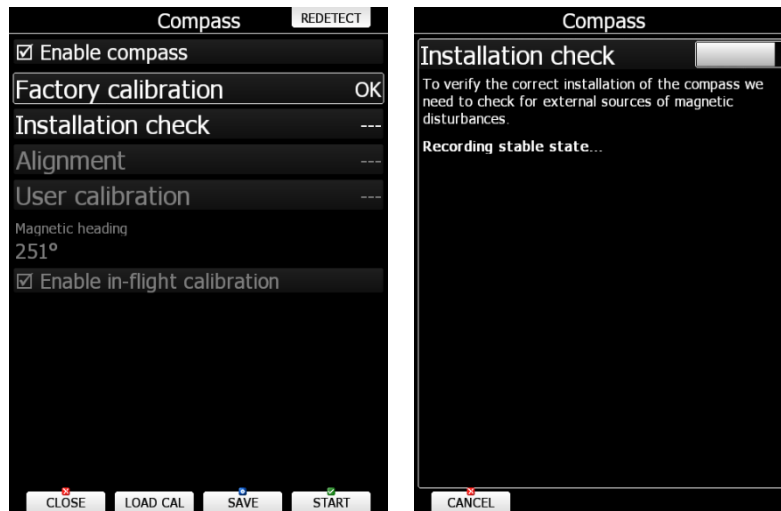 Compass
REDETECT
Enable compass
Factory calibration OK
Installation check ---
Alignment ---
User calibration ---
Magnetic heading
251°
Enable in-flight calibration
CLOSE LOAD CAL SAVE START
Compass
Installation check
To verify the correct installation of the compass we
need to check for external sources of magnetic
disturbances.
Recording stable state...
CANCEL